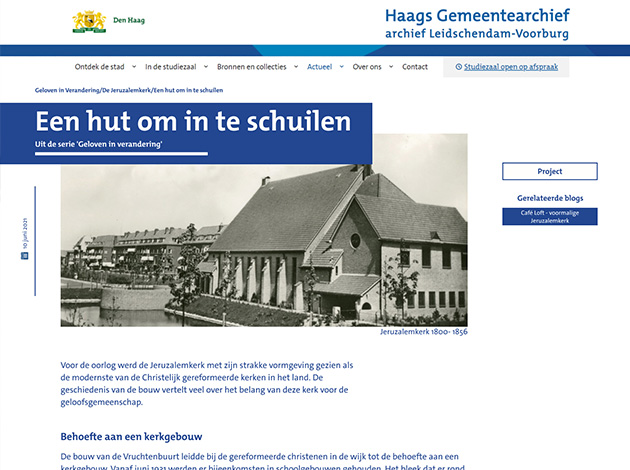 Den Haag
Haags Gemeentearchief
archief Leidschendam-Voorburg
Ontdek de stad In de studiezaal Bronnen en collecties Actueel Over ons Contact Studiezaal open op afspraak
Geloven in Verandering/De Jeruzalemkerk/Een hut om in te schuilen
Een hut om in te schuilen
Uit de serie 'Geloven in verandering'
10 juni 2021
Project
Gerelateerde blogs
Café Loft - voormalige
Jeruzalemkerk
Jeruzalemkerk 1800- 1856
Voor de oorlog werd de Jeruzalemkerk met zijn strakke vormgeving gezien als
de modernste van de Christelijk gereformeerde kerken in het land. De
geschiedenis van de bouw vertelt veel over het belang van deze kerk voor de
geloofsgemeenschap.
Behoefte aan een kerkgebouw
De bouw van de Vruchtenbuurt leidde bij de gereformeerde christenen in de wijk tot de behoefte aan een
kerkgebouw. Vanaf juni 1931 werden er bijeenkomsten in schoolgebouwen gehouden. Het bleek dat er rond